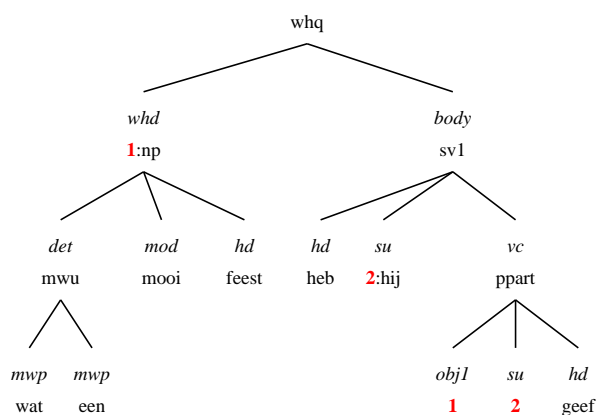 whq
whd body
1:np sv1
det mod hd hd su vc
mwu mooi feest heb 2:hij ppart
mwp mwp obj1 su hd
wat een 1 2 geef